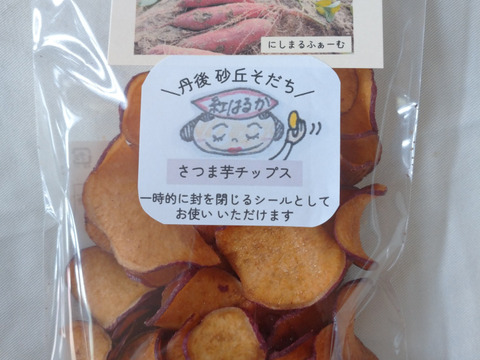 にしまるふぁーむ
＼丹後 砂丘そだち／
紅はるか
さつま芋チップス
一時的に封を閉じるシールとして
お使い いただけます